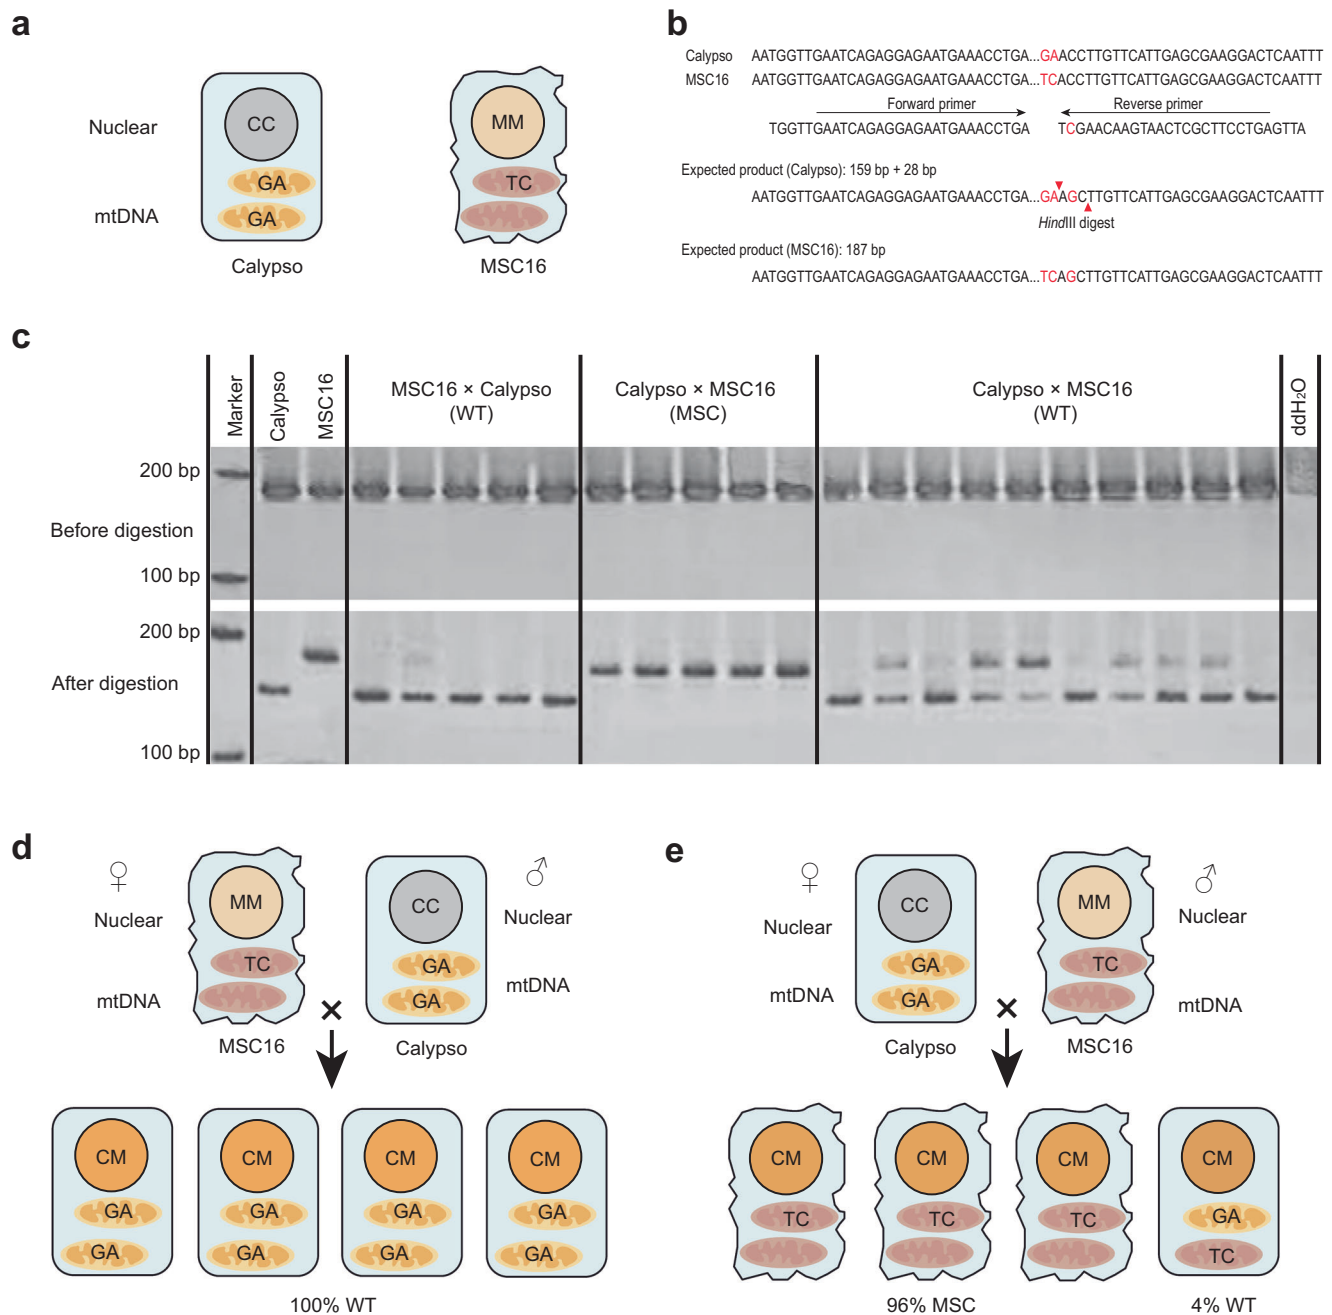 a
Nuclear
mtDNA
CC
GA
GA
Calypso
MM
TC
MSC16
b
Calypso AATGGTTGAATCAGAGGAGAATGAAACCTGA...GAACCTTGTTCATTGAGCGAAGGACTCAATTT
MSC16 AATGGTTGAATCAGAGGAGAATGAAACCTGA...TCACCTTGTTCATTGAGCGAAGGACTCAATTT
Forward primer Reverse primer
TGGTTGAATCAGAGGAGAATGAAACCTGA TCGAACAAGTAACTCGCTTCCTGAGTTA
Expected product (Calypso): 159 bp + 28 bp
AATGGTTGAATCAGAGGAGAATGAAACCTGA...GAAGCTTGTTCATTGAGCGAAGGACTCAATTT
HindIII digest
Expected product (MSC16): 187 bp
AATGGTTGAATCAGAGGAGAATGAAACCTGA...TCAGCTTGTTCATTGAGCGAAGGACTCAATTT
c
Marker
Calypso
MSC16
MSC16 × Calypso
(WT)
Calypso × MSC16
(MSC)
Calypso × MSC16
(WT)
ddH₂O
200 bp
Before digestion
100 bp
200 bp
After digestion
100 bp
d
♀
Nuclear
mtDNA
MM
TC
MSC16
×
CC
GA
GA
Calypso
♂
Nuclear
mtDNA
CM CM CM CM
GA GA GA GA
GA GA GA GA
100% WT
e
♀
Nuclear
mtDNA
CC
GA
GA
Calypso
×
MM
TC
MSC16
♂
Nuclear
mtDNA
CM CM CM CM
TC TC TC GA
TC
96% MSC 4% WT